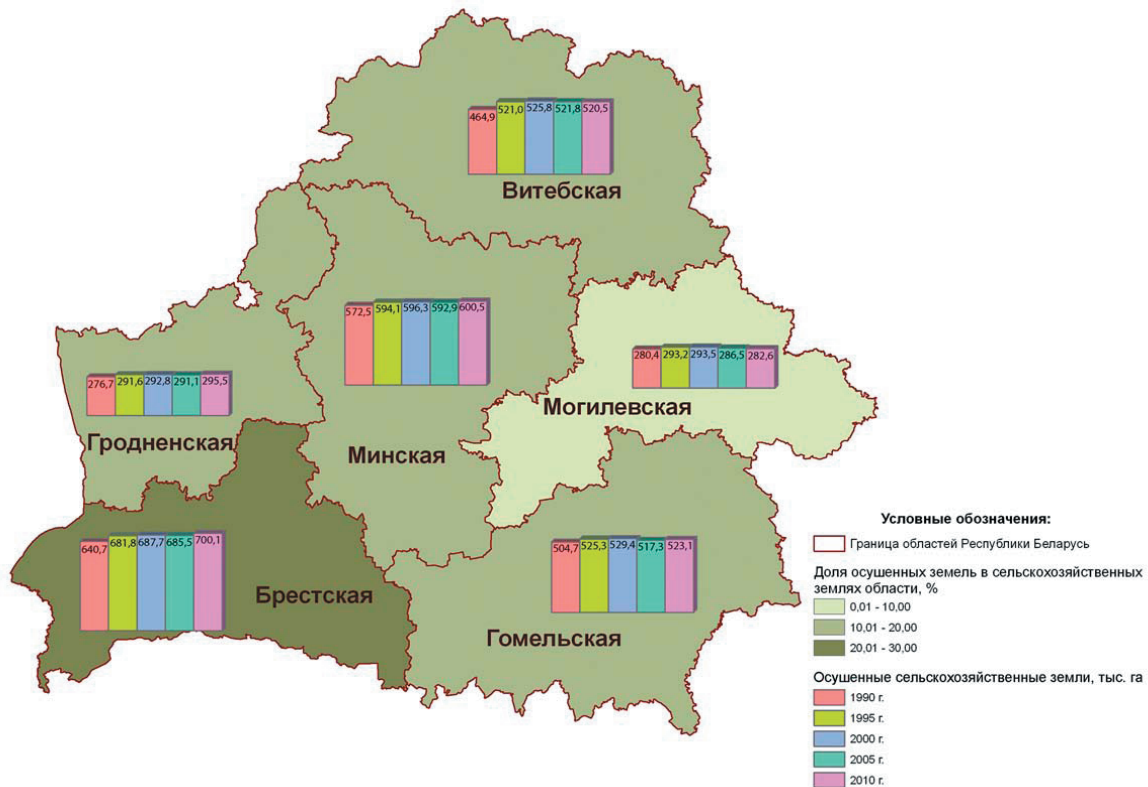 464,9 521,0 525,8 521,8 520,5
Витебская
572,5 594,1 596,3 592,9 600,5
Минская
280,4 293,2 293,5 286,5 282,6
Могилевская
276,7 291,6 292,8 291,1 295,5
Гродненская
640,7 681,8 687,7 685,5 700,1
Брестская
504,7 525,3 529,4 517,3 523,1
Гомельская
Условные обозначения:
Граница областей Республики Беларусь
Доля осушенных земель в сельскохозяйственных
землях области, %
0,01 - 10,00
10,01 - 20,00
20,01 - 30,00
Осушенные сельскохозяйственные земли, тыс. га
1990 г.
1995 г.
2000 г.
2005 г.
2010 г.